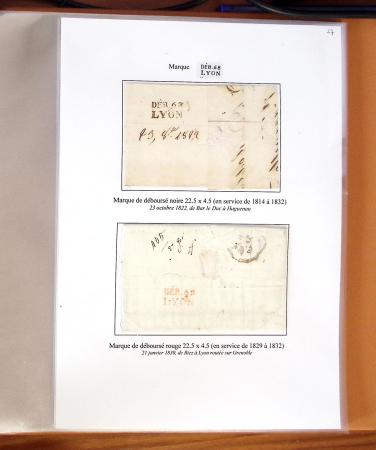 27
Marque DÉB.68
LYON
DÉB.68
LYON
Marque de déboursé noire 22.5 x 4.5 (en service de 1814 à 1832)
23 octobre 1822, de Bar le Duc à Haguenau
DÉB.68
LYON
Marque de déboursé rouge 22.5 x 4.5 (en service de 1829 à 1832)
21 janvier 1830, de à Lyon routée sur Grenoble